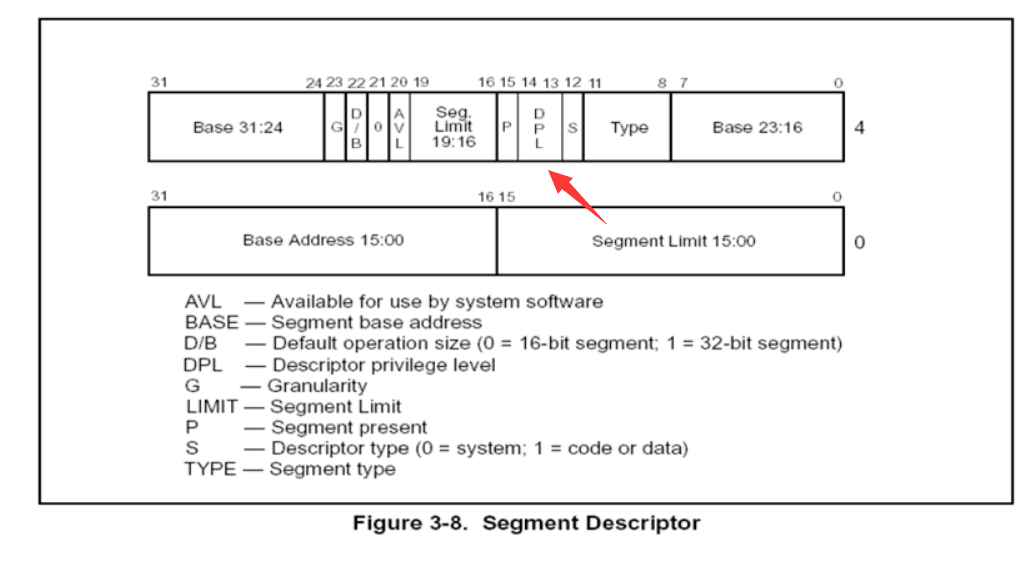 31 24 23 22 21 20 19 16 15 14 13 12 11 8 7 0
Base 31:24 G D/B 0 AVL Seg. Limit 19:16 P DPL S Type Base 23:16 4
31 16 15 0
Base Address 15:00 Segment Limit 15:00 0
AVL — Available for use by system software
BASE — Segment base address
D/B — Default operation size (0 = 16-bit segment; 1 = 32-bit segment)
DPL — Descriptor privilege level
G — Granularity
LIMIT — Segment Limit
P — Segment present
S — Descriptor type (0 = system; 1 = code or data)
TYPE — Segment type
Figure 3-8. Segment Descriptor